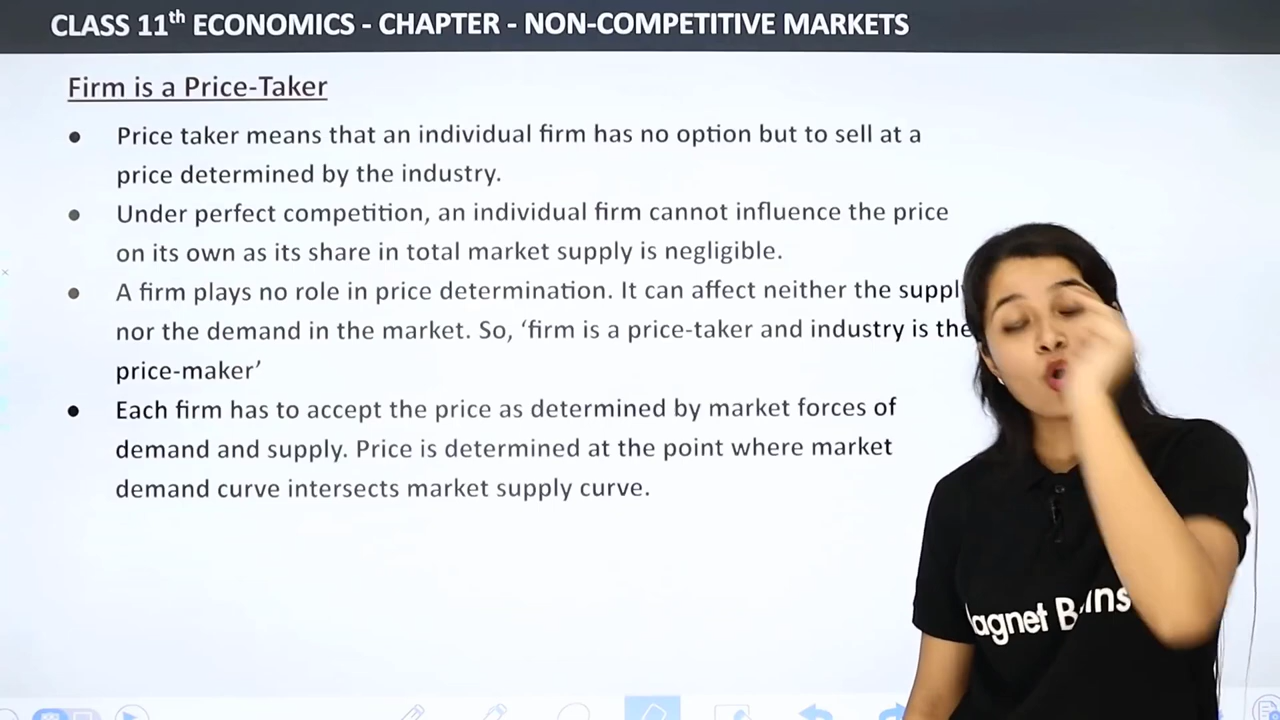 CLASS 11th ECONOMICS - CHAPTER - NON-COMPETITIVE MARKETS
Firm is a Price-Taker
● Price taker means that an individual firm has no option but to sell at a
price determined by the industry.
● Under perfect competition, an individual firm cannot influence the price
on its own as its share in total market supply is negligible.
● A firm plays no role in price determination. It can affect neither the suppl
nor the demand in the market. So, ‘firm is a price-taker and industry is the
price-maker’
● Each firm has to accept the price as determined by market forces of
demand and supply. Price is determined at the point where market
demand curve intersects market supply curve.
agnet B ins